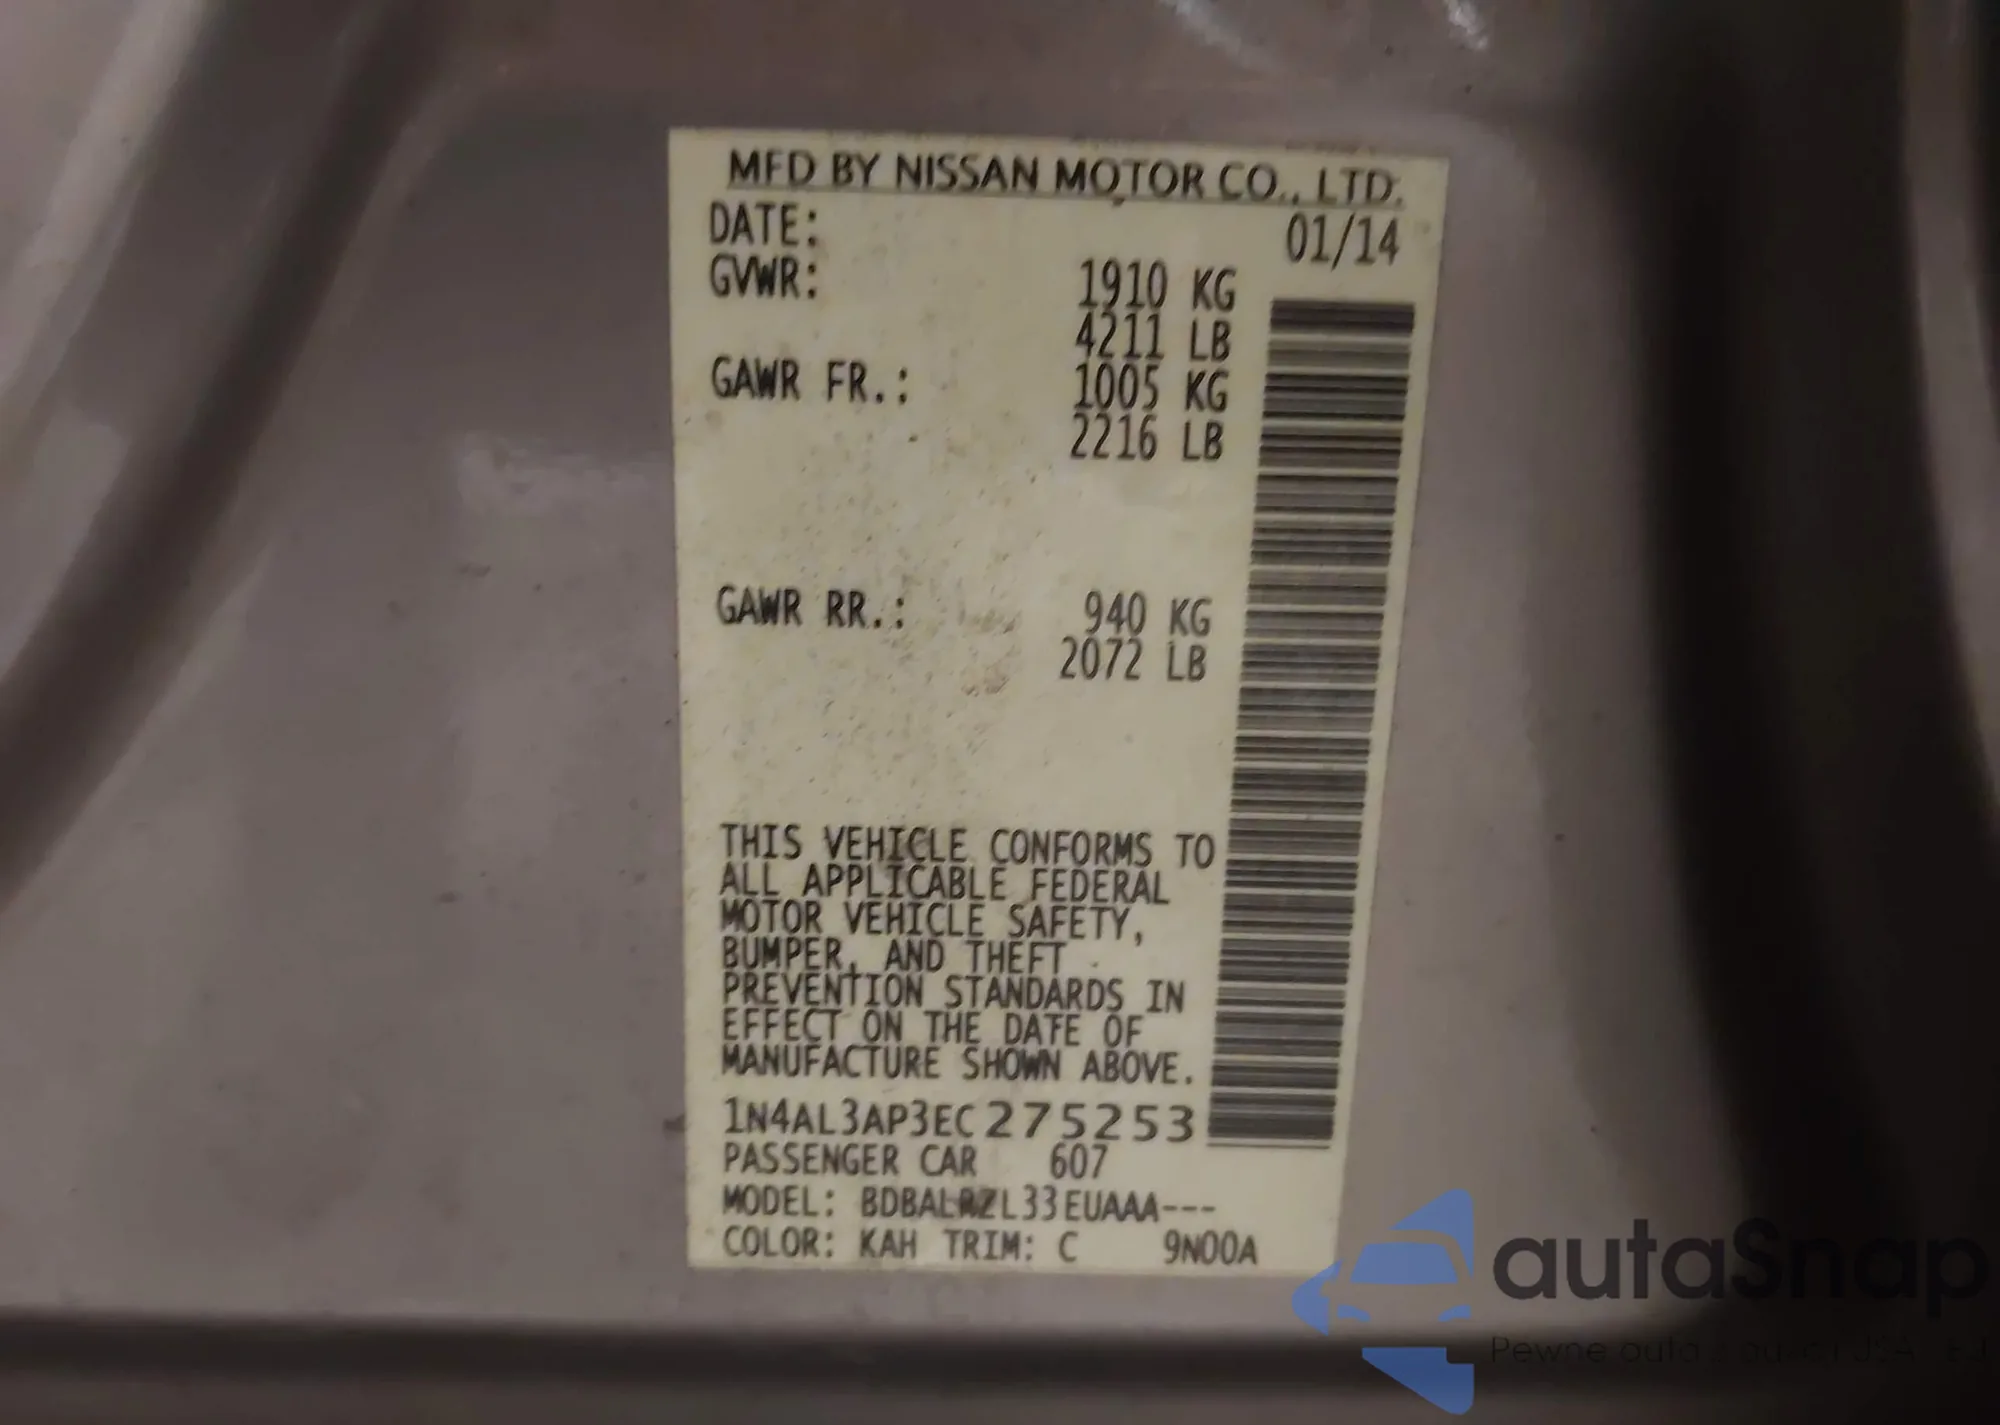 MFD BY NISSAN MOTOR CO., LTD.
DATE: 01/14
GVWR: 1910 KG
4211 LB
GAWR FR.: 1005 KG
2216 LB
GAWR RR.: 940 KG
2072 LB
THIS VEHICLE CONFORMS TO
ALL APPLICABLE FEDERAL
MOTOR VEHICLE SAFETY,
BUMPER, AND THEFT
PREVENTION STANDARDS IN
EFFECT ON THE DATE OF
MANUFACTURE SHOWN ABOVE.
1N4AL3AP3EC275253
PASSENGER CAR 607
MODEL:
COLOR: KAH TRIM: C 9N00A
autaSnap
Pewne auta